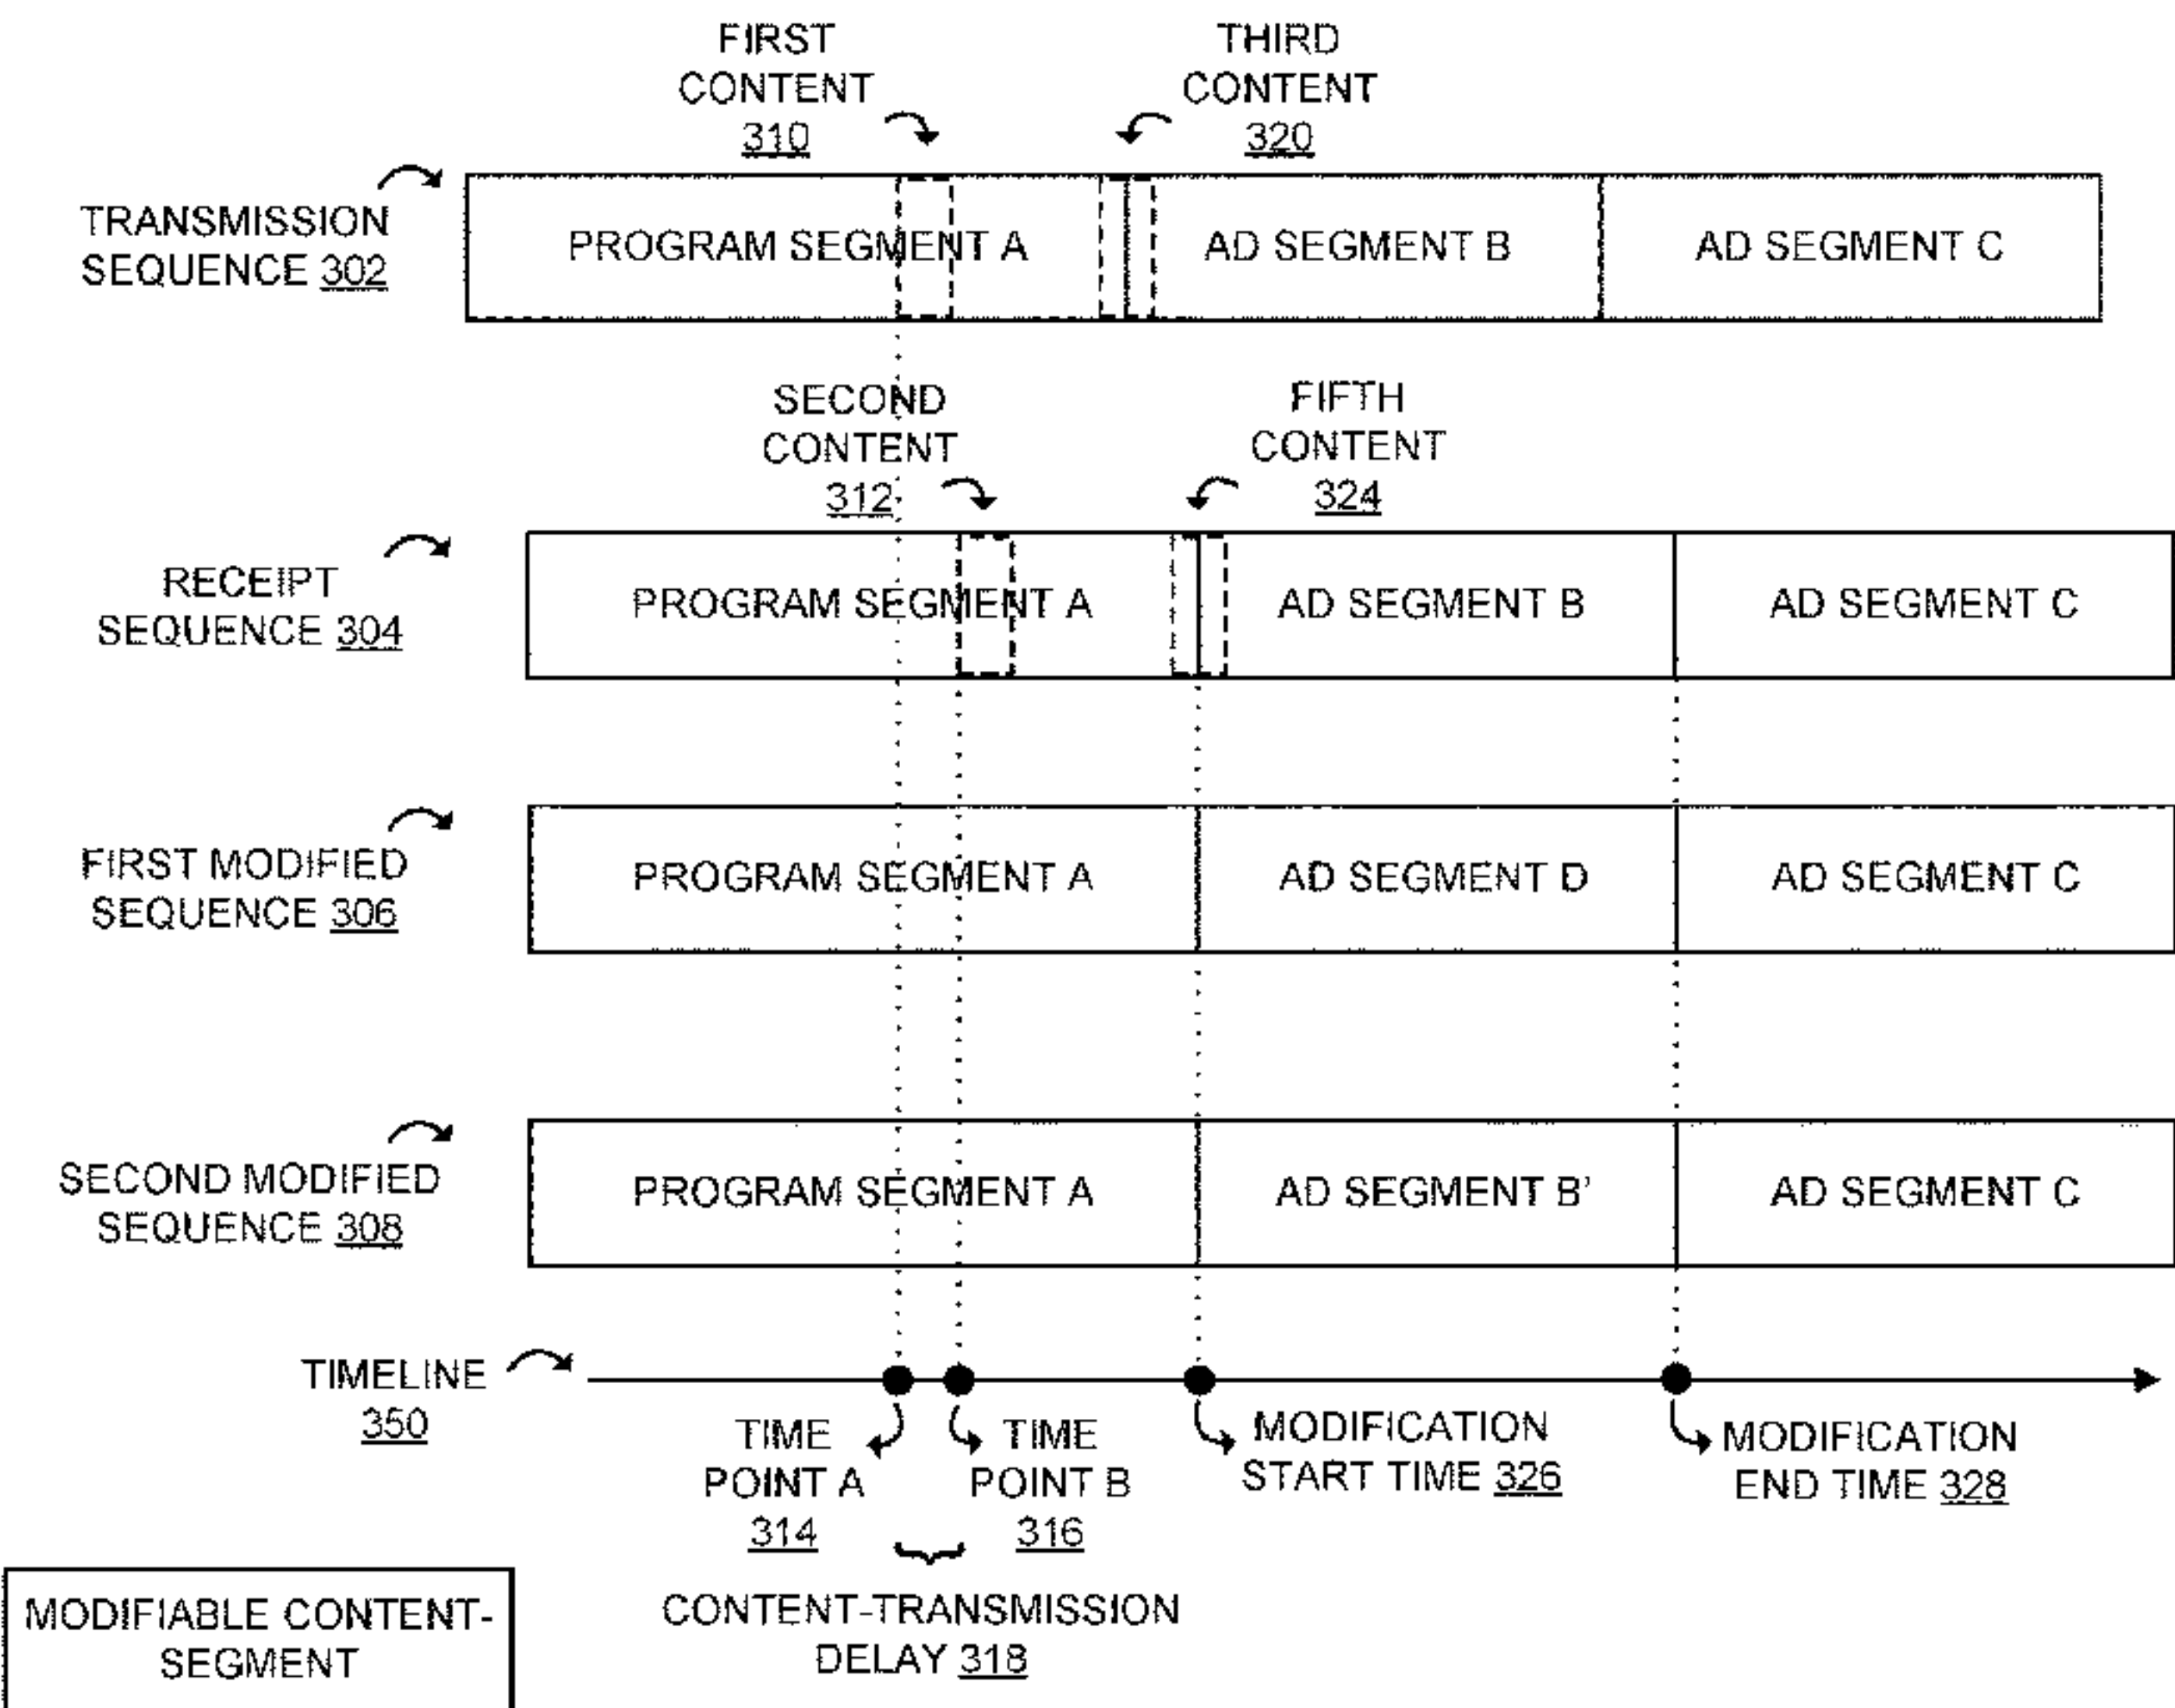 FIRST
CONTENT
310
THIRD
CONTENT
320
TRANSMISSION
SEQUENCE 302
PROGRAM SEGMENT A
AD SEGMENT B
AD SEGMENT C
SECOND
CONTENT
312
FIFTH
CONTENT
324
RECEIPT
SEQUENCE 304
PROGRAM SEGMENT A
AD SEGMENT B
AD SEGMENT C
FIRST MODIFIED
SEQUENCE 306
PROGRAM SEGMENT A
AD SEGMENT D
AD SEGMENT C
SECOND MODIFIED
SEQUENCE 308
PROGRAM SEGMENT A
AD SEGMENT B'
AD SEGMENT C
TIMELINE
350
TIME
POINT A
314
TIME
POINT B
316
MODIFICATION
START TIME 326
MODIFICATION
END TIME 328
CONTENT-TRANSMISSION
DELAY 318
MODIFIABLE CONTENT-
SEGMENT